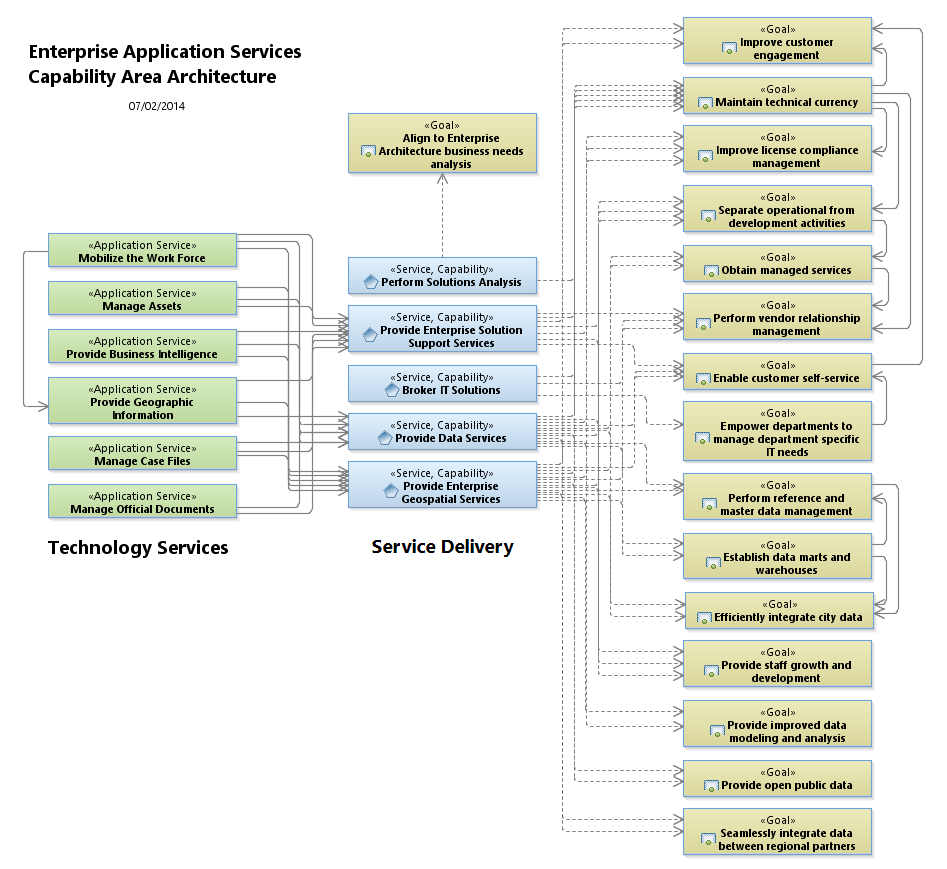 Enterprise Application Services
Capability Area Architecture
07/02/2014
«Application Service»
Mobilize the Work Force
«Application Service»
Manage Assets
«Application Service»
Provide Business Intelligence
«Application Service»
Provide Geographic
Information
«Application Service»
Manage Case Files
«Application Service»
Manage Official Documents
Technology Services
«Goal»
Align to Enterprise
Architecture business needs
analysis
«Service, Capability»
Perform Solutions Analysis
«Service, Capability»
Provide Enterprise Solution
Support Services
«Service, Capability»
Broker IT Solutions
«Service, Capability»
Provide Data Services
«Service, Capability»
Provide Enterprise
Geospatial Services
Service Delivery
«Goal»
Improve customer
engagement
«Goal»
Maintain technical currency
«Goal»
Improve license compliance
management
«Goal»
Separate operational from
development activities
«Goal»
Obtain managed services
«Goal»
Perform vendor relationship
management
«Goal»
Enable customer self-service
«Goal»
Empower departments to
manage department specific
IT needs
«Goal»
Perform reference and
master data management
«Goal»
Establish data marts and
warehouses
«Goal»
Efficiently integrate city data
«Goal»
Provide staff growth and
development
«Goal»
Provide improved data
modeling and analysis
«Goal»
Provide open public data
«Goal»
Seamlessly integrate data
between regional partners